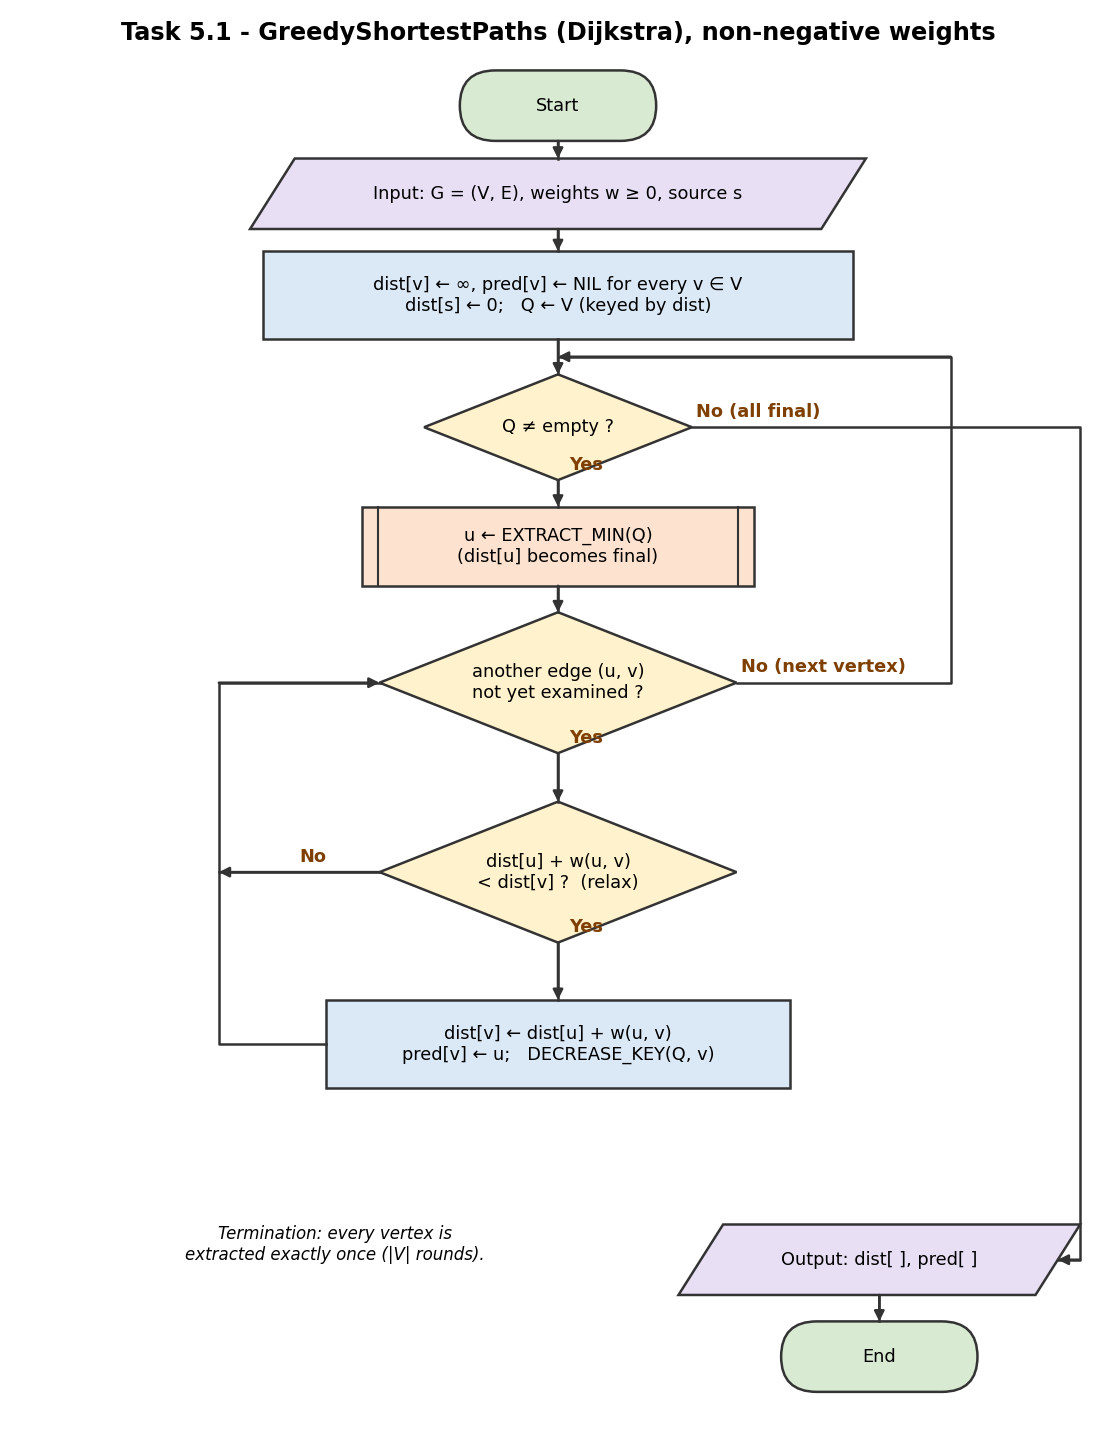 Task 5.1 - GreedyShortestPaths (Dijkstra), non-negative weights
Start
Input: G = (V, E), weights w ≥ 0, source s
dist[v] ← ∞, pred[v] ← NIL for every v ∈ V
dist[s] ← 0;   Q ← V (keyed by dist)
Q ≠ empty ?
No (all final)
Yes
u ← EXTRACT_MIN(Q)
(dist[u] becomes final)
another edge (u, v)
not yet examined ?
No (next vertex)
Yes
dist[u] + w(u, v)
< dist[v] ?  (relax)
No
Yes
dist[v] ← dist[u] + w(u, v)
pred[v] ← u;   DECREASE_KEY(Q, v)
Termination: every vertex is
extracted exactly once (|V| rounds).
Output: dist[ ], pred[ ]
End